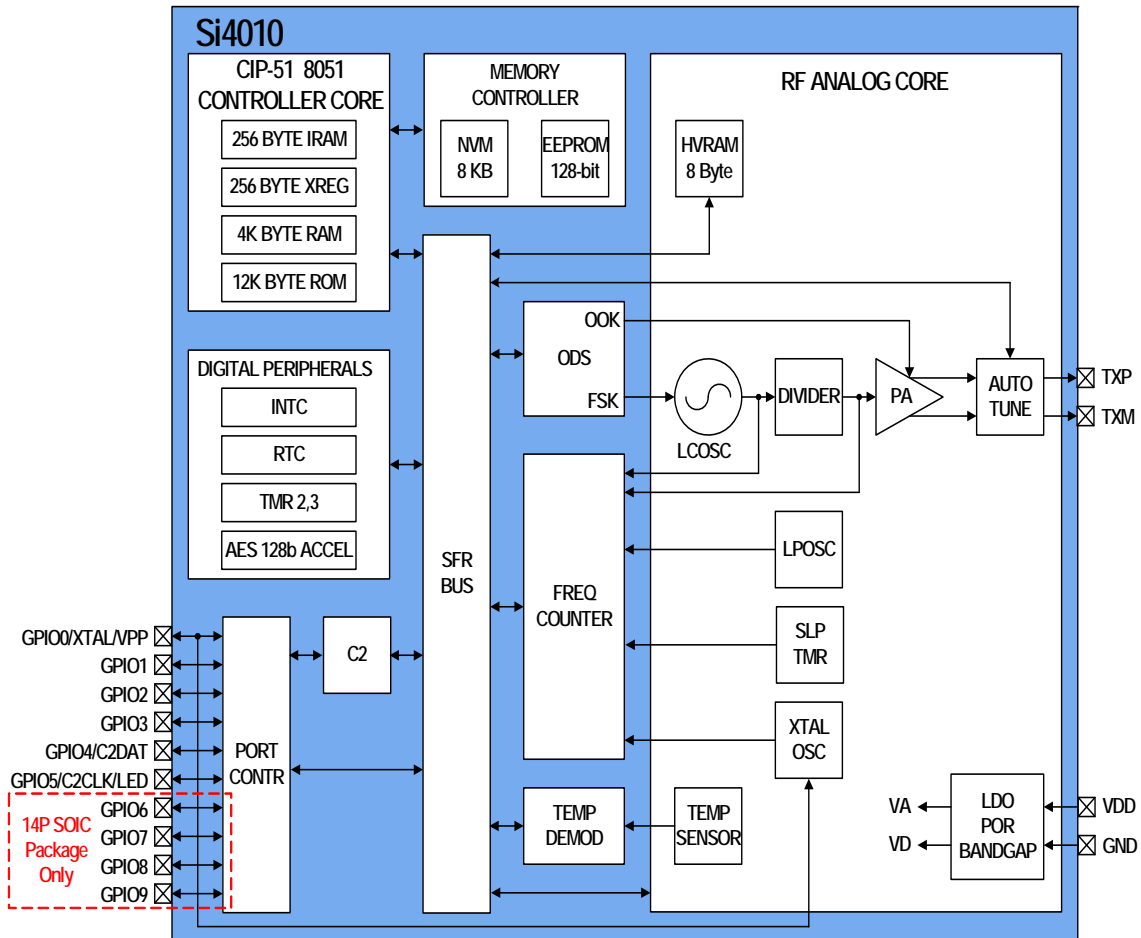 Si4010
CIP-51 8051
CONTROLLER CORE
256 BYTE IRAM
256 BYTE XREG
4K BYTE RAM
12K BYTE ROM
MEMORY
CONTROLLER
NVM
8 KB
EEPROM
128-bit
RF ANALOG CORE
HVRAM
8 Byte
DIGITAL PERIPHERALS
INTC
RTC
TMR 2,3
AES 128b ACCEL
SFR
BUS
OOK
ODS
FSK
LCOSC
DIVIDER
PA
AUTO
TUNE
TXP
TXM
FREQ
COUNTER
LPOSC
SLP
TMR
XTAL
OSC
GPIO0/XTAL/VPP
GPIO1
GPIO2
GPIO3
GPIO4/C2DAT
GPIO5/C2CLK/LED
GPIO6
GPIO7
GPIO8
GPIO9
14P SOIC
Package
Only
PORT
CONTR
C2
TEMP
DEMOD
TEMP
SENSOR
VA
VD
LDO
POR
BANDGAP
VDD
GND